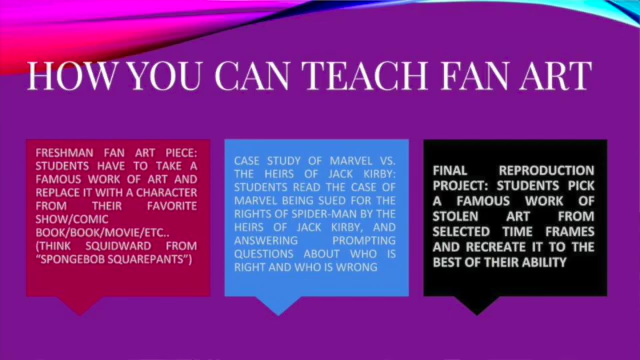 HOW YOU CAN TEACH FAN ART
FRESHMAN FAN ART PIECE:
STUDENTS HAVE TO TAKE A
FAMOUS WORK OF ART AND
REPLACE IT WITH A CHARACTER
FROM THEIR FAVORITE
SHOW/COMIC
BOOK/BOOK/MOVIE/ETC..
(THINK SQUIDWARD FROM
“SPONGEBOB SQUAREPANTS”)
CASE STUDY OF MARVEL VS.
THE HEIRS OF JACK KIRBY:
STUDENTS READ THE CASE OF
MARVEL BEING SUED FOR THE
RIGHTS OF SPIDER-MAN BY THE
HEIRS OF JACK KIRBY, AND
ANSWERING PROMPTING
QUESTIONS ABOUT WHO IS
RIGHT AND WHO IS WRONG
FINAL REPRODUCTION
PROJECT: STUDENTS PICK
A FAMOUS WORK OF
STOLEN ART FROM
SELECTED TIME FRAMES
AND RECREATE IT TO THE
BEST OF THEIR ABILITY